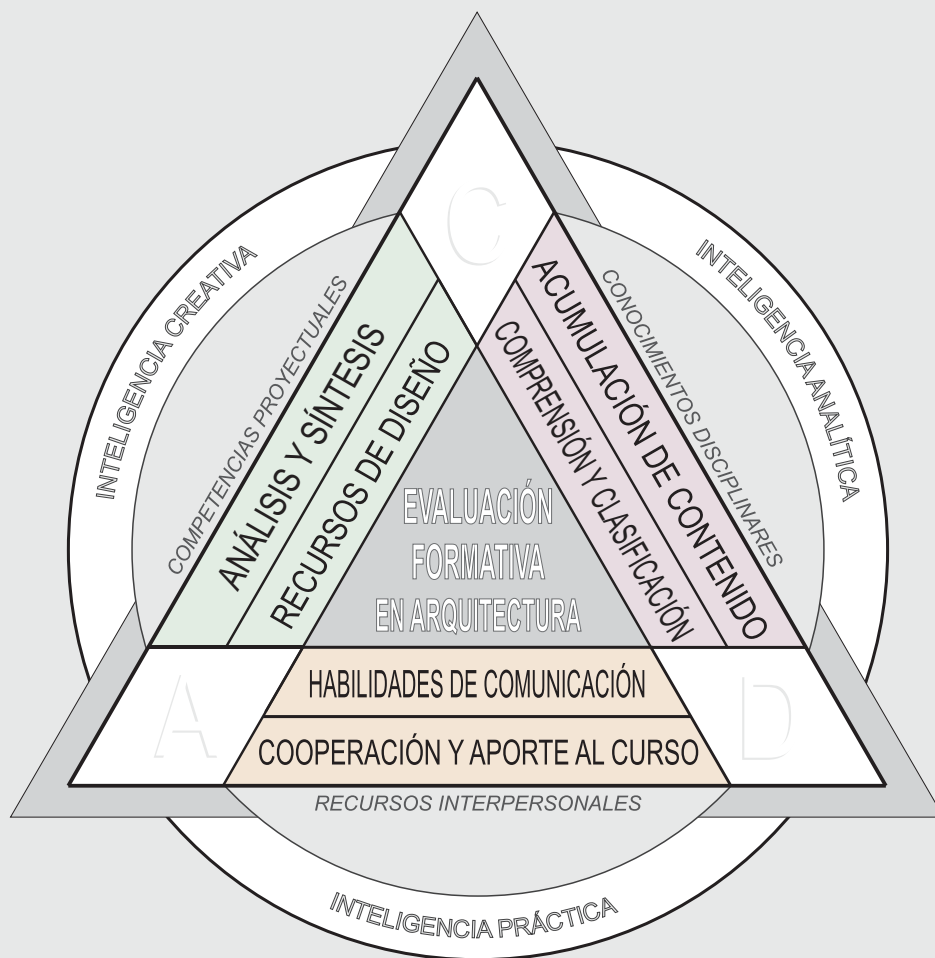 C
INTELIGENCIA CREATIVA
COMPETENCIAS PROYECTUALES
ANÁLISIS Y SÍNTESIS
RECURSOS DE DISEÑO
INTELIGENCIA ANALÍTICA
CONOCIMIENTOS DISCIPLINARES
ACUMULACIÓN DE CONTENIDO
COMPRENSIÓN Y CLASIFICACIÓN
EVALUACIÓN
FORMATIVA
EN ARQUITECTURA
A
D
HABILIDADES DE COMUNICACIÓN
COOPERACIÓN Y APORTE AL CURSO
RECURSOS INTERPERSONALES
INTELIGENCIA PRÁCTICA